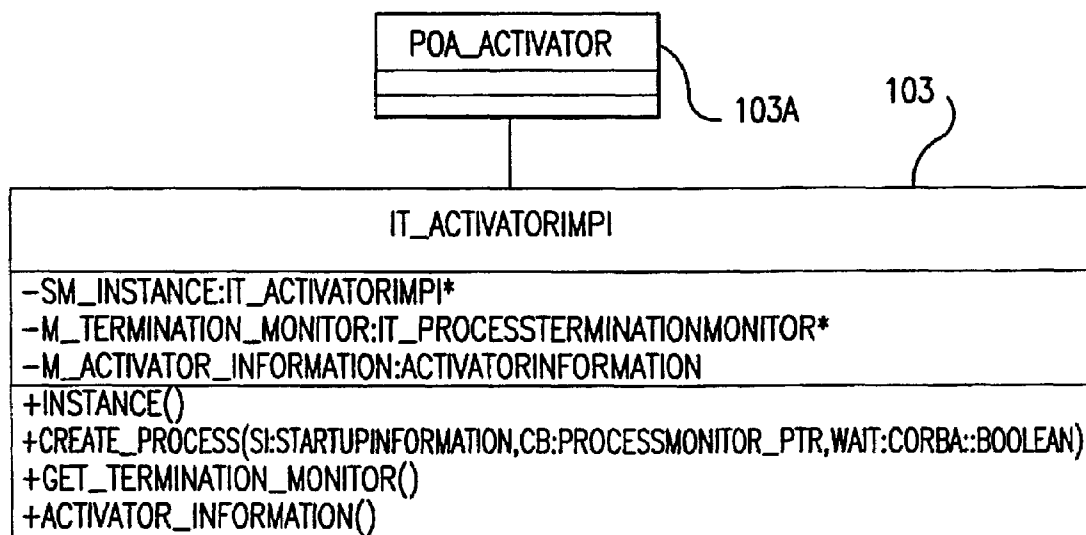 POA_ACTIVATOR
103A
103
IT_ACTIVATORIMPI
-SM_INSTANCE:IT_ACTIVATORIMPI*
-M_TERMINATION_MONITOR:IT_PROCESSTERMINATIONMONITOR*
-M_ACTIVATOR_INFORMATION:ACTIVATORINFORMATION
+INSTANCE()
+CREATE_PROCESS(SI:STARTUPINFORMATION,CB:PROCESSMONITOR_PTR,WAIT:CORBA::BOOLEAN)
+GET_TERMINATION_MONITOR()
+ACTIVATOR_INFORMATION()